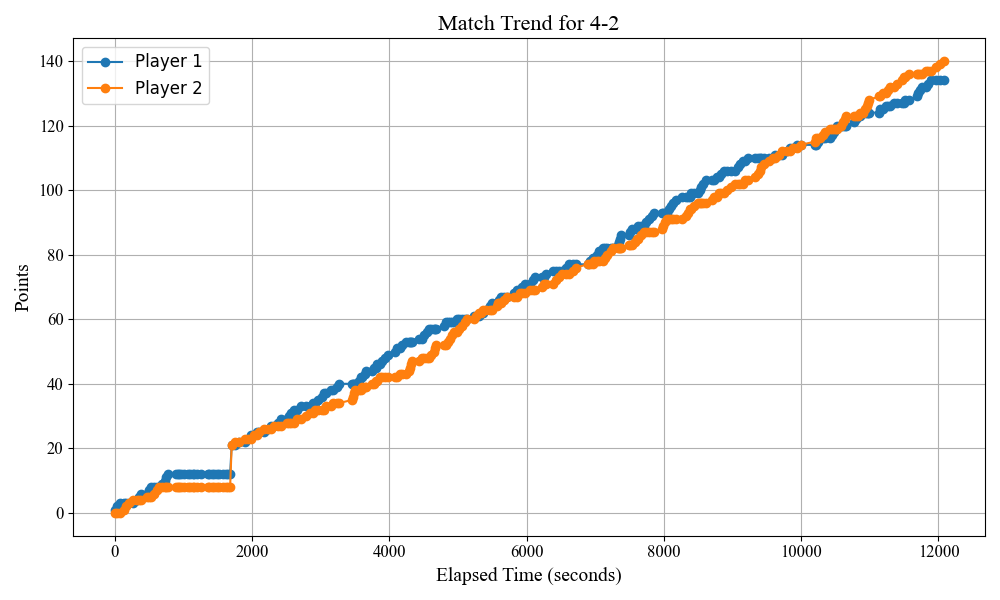 Match Trend for 4-2
Player 1
Player 2
Points
140
120
100
80
60
40
20
0
0 2000 4000 6000 8000 10000 12000
Elapsed Time (seconds)